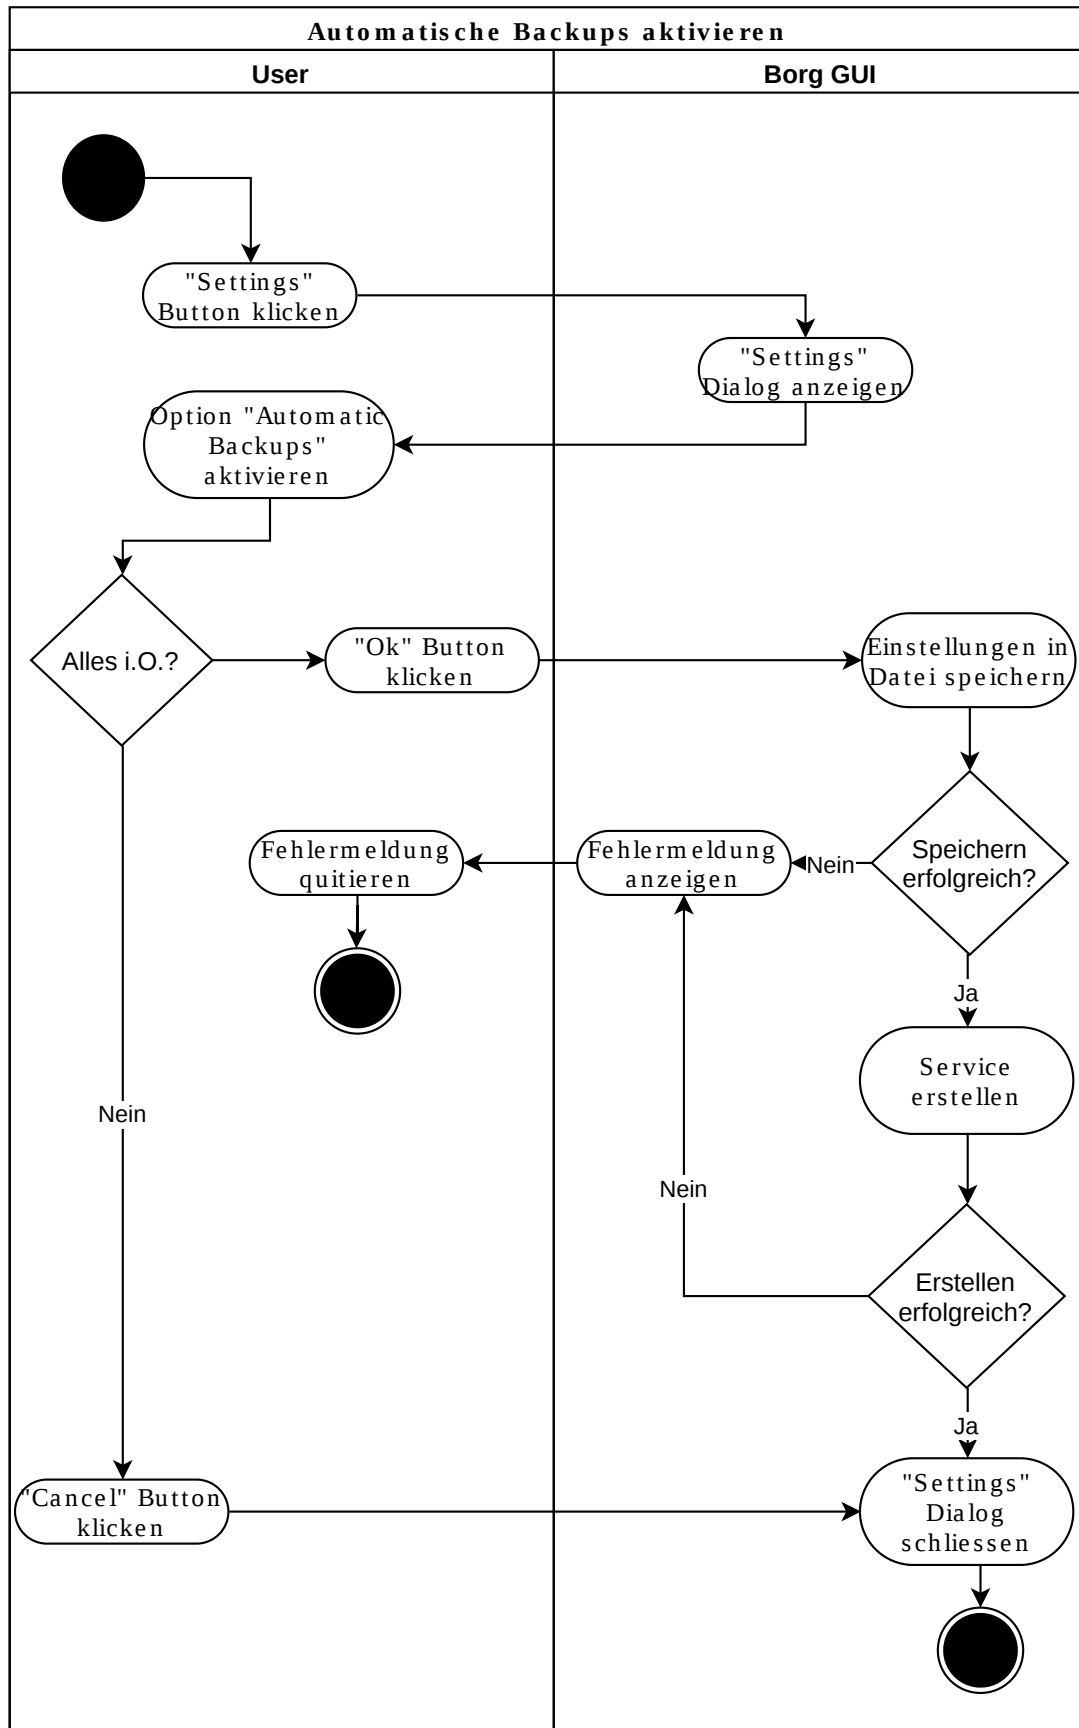 Automatische Backups aktivieren
User
Borg GUI
"Settings"
Button klicken
"Settings"
Dialog anzeigen
Option "Automatic
Backups"
aktivieren
Alles i.O.?
"Ok" Button
klicken
Einstellungen in
Datei speichern
Speichern
erfolgreich?
Nein
Fehlermeldung
anzeigen
Fehlermeldung
quitieren
Ja
Service
erstellen
Nein
Nein
Erstellen
erfolgreich?
Ja
"Cancel" Button
klicken
"Settings"
Dialog
schliessen